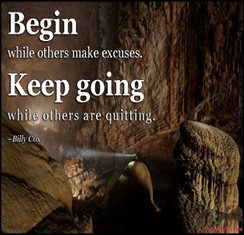 Begin
while others make excuses.
Keep going
while others are quitting.
~Billy Cox